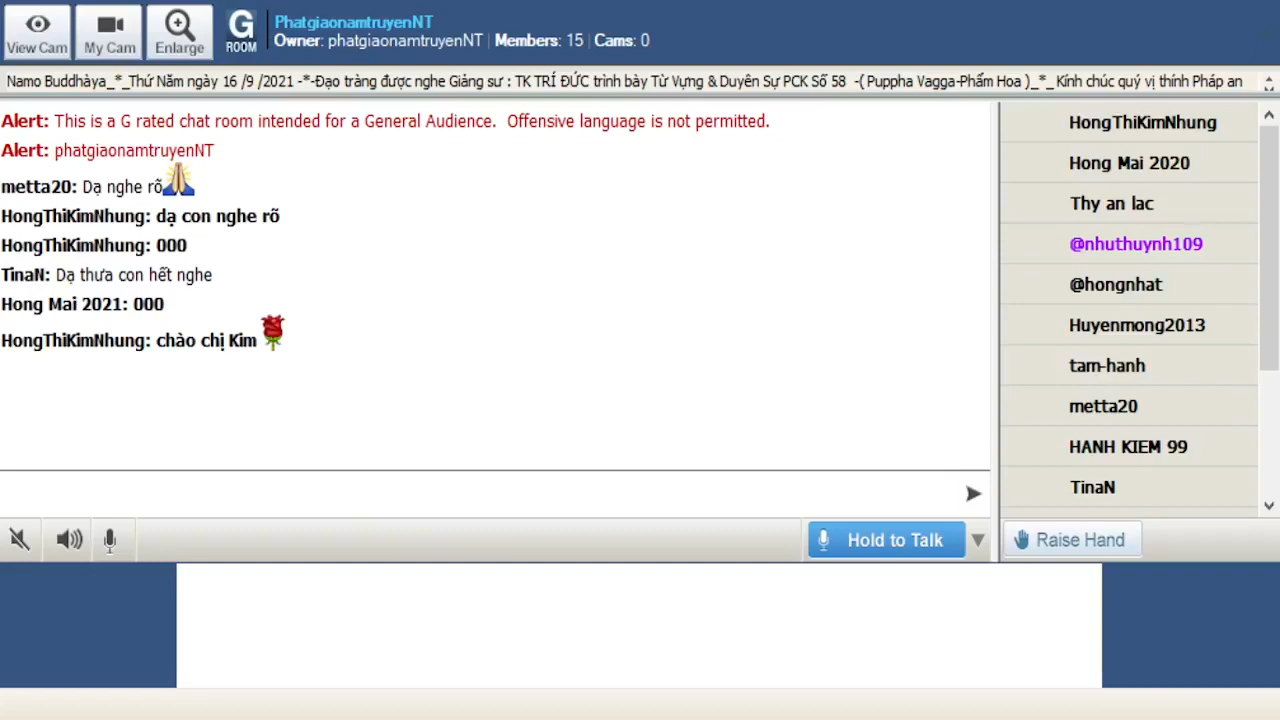 View Cam
My Cam
Enlarge
G
ROOM
PhatgiaonamtruyenNT
Owner: phatgiaonamtruyenNT | Members: 15 | Cams: 0
Namo Buddhàya_*_Thứ Năm ngày 16 /9 /2021 -*-Đạo tràng được nghe Giảng sư : TK TRÍ ĐỨC trình bày Từ Vựng & Duyên Sự PCK Số 58 -( Puppha Vagga-Phẩm Hoa )_*_ Kính chúc quý vị thính Pháp an
Alert: This is a G rated chat room intended for a General Audience. Offensive language is not permitted.
Alert: phatgiaonamtruyenNT
metta20: Dạ nghe rõ
HongThiKimNhung: dạ con nghe rõ
HongThiKimNhung: 000
TinaN: Dạ thưa con hết nghe
Hong Mai 2021: 000
HongThiKimNhung: chào chị Kim
HongThiKimNhung
Hong Mai 2020
Thy an lac
@nhuthuynh109
@hongnhat
Huyenmong2013
tam-hanh
metta20
HANH KIEM 99
TinaN
Hold to Talk
Raise Hand